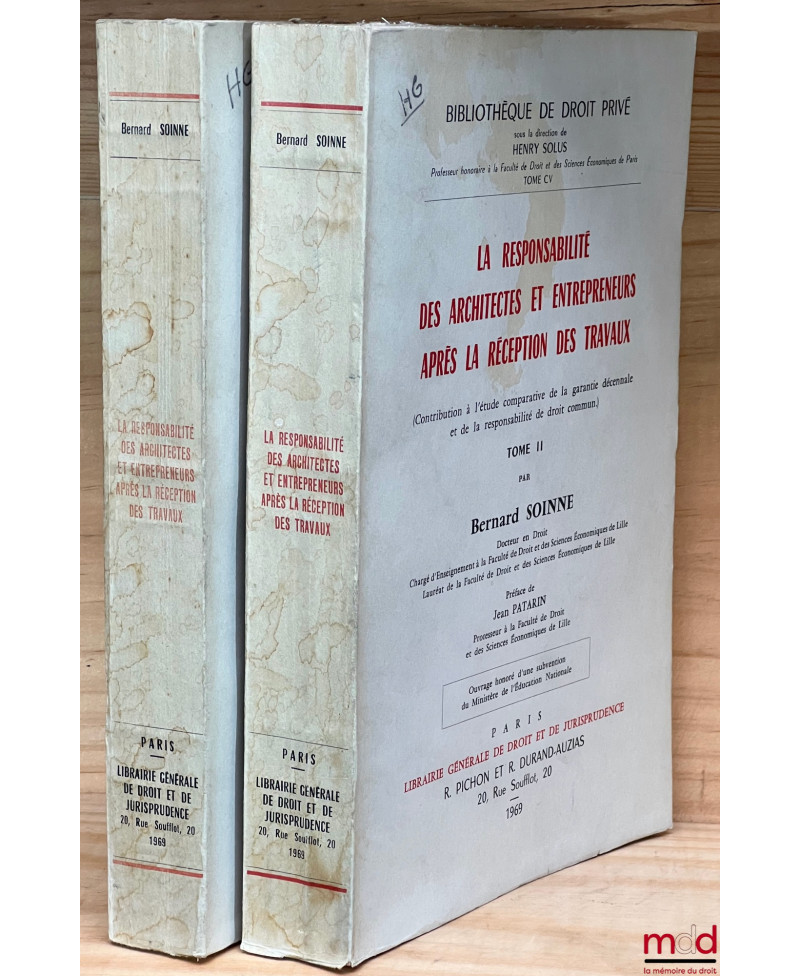 Bernard SOINNE
LA RESPONSABILITÉ
DES ARCHITECTES
ET ENTREPRENEURS
APRÈS LA RÉCEPTION
DES TRAVAUX
PARIS
LIBRAIRIE GÉNÉRALE
DE DROIT ET DE
JURISPRUDENCE
20, Rue Soufflot, 20
1969
HG
Bernard SOINNE
LA RESPONSABILITÉ
DES ARCHITECTES
ET ENTREPRENEURS
APRÈS LA RÉCEPTION
DES TRAVAUX
PARIS
LIBRAIRIE GÉNÉRALE
DE DROIT ET DE
JURISPRUDENCE
20, Rue Soufflot, 20
1969
HG
BIBLIOTHÈQUE DE DROIT PRIVÉ
sous la direction de
HENRY SOLUS
Professeur honoraire à la Faculté de Droit et des Sciences Économiques de Paris
TOME CV
LA RESPONSABILITÉ
DES ARCHITECTES ET ENTREPRENEURS
APRÈS LA RÉCEPTION DES TRAVAUX
(Contribution à l'étude comparative de la garantie décennale
et de la responsabilité de droit commun.)
TOME II
PAR
Bernard SOINNE
Docteur en Droit
Chargé d'Enseignement à la Faculté de Droit et des Sciences Économiques de Lille
Lauréat de la Faculté de Droit et des Sciences Économiques de Lille
Préface de
Jean PATARIN
Professeur à la Faculté de Droit
et des Sciences Économiques de Lille
Ouvrage honoré d'une subvention
du Ministère de l'Éducation Nationale
PARIS
LIBRAIRIE GÉNÉRALE DE DROIT ET DE JURISPRUDENCE
R. PICHON ET R. DURAND-AUZIAS
20, Rue Soufflot, 20
1969
mdd
la mémoire du droit